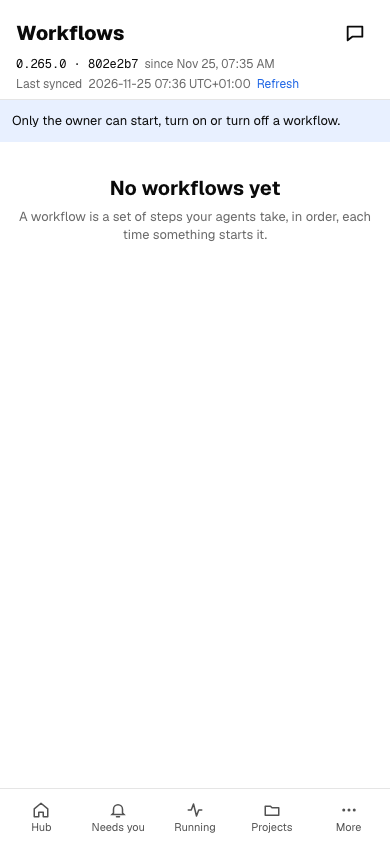 Workflows
0.265.0 · 802e2b7 since Nov 25, 07:35 AM
Last synced 2026-11-25 07:36 UTC+01:00 Refresh
Only the owner can start, turn on or turn off a workflow.
No workflows yet
A workflow is a set of steps your agents take, in order, each
time something starts it.
Hub
Needs you
Running
Projects
More